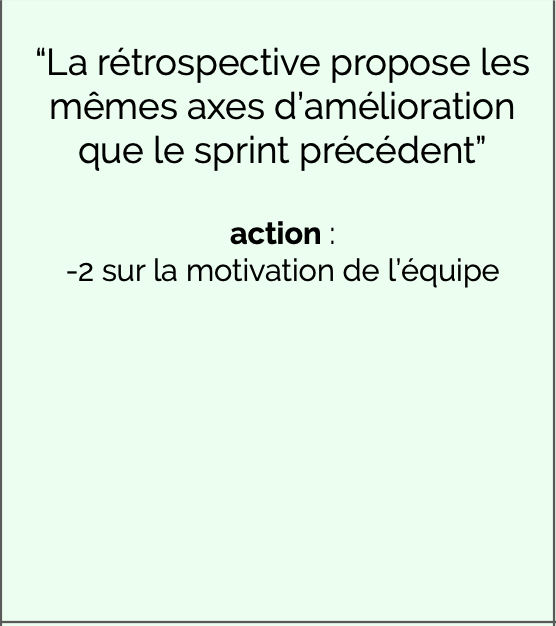 “La rétrospective propose les
mêmes axes d’amélioration
que le sprint précédent”
action :
-2 sur la motivation de l’équipe